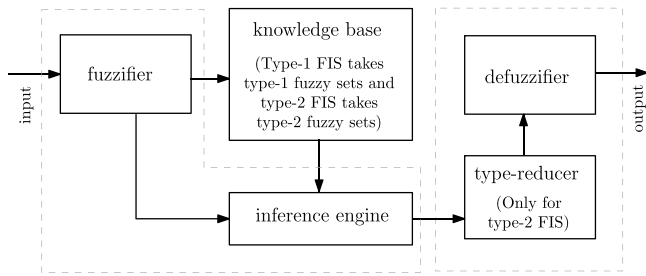 input
fuzzifier
knowledge base
(Type-1 FIS takes
type-1 fuzzy sets and
type-2 FIS takes
type-2 fuzzy sets)
inference engine
type-reducer
(Only for
type-2 FIS)
defuzzifier
output